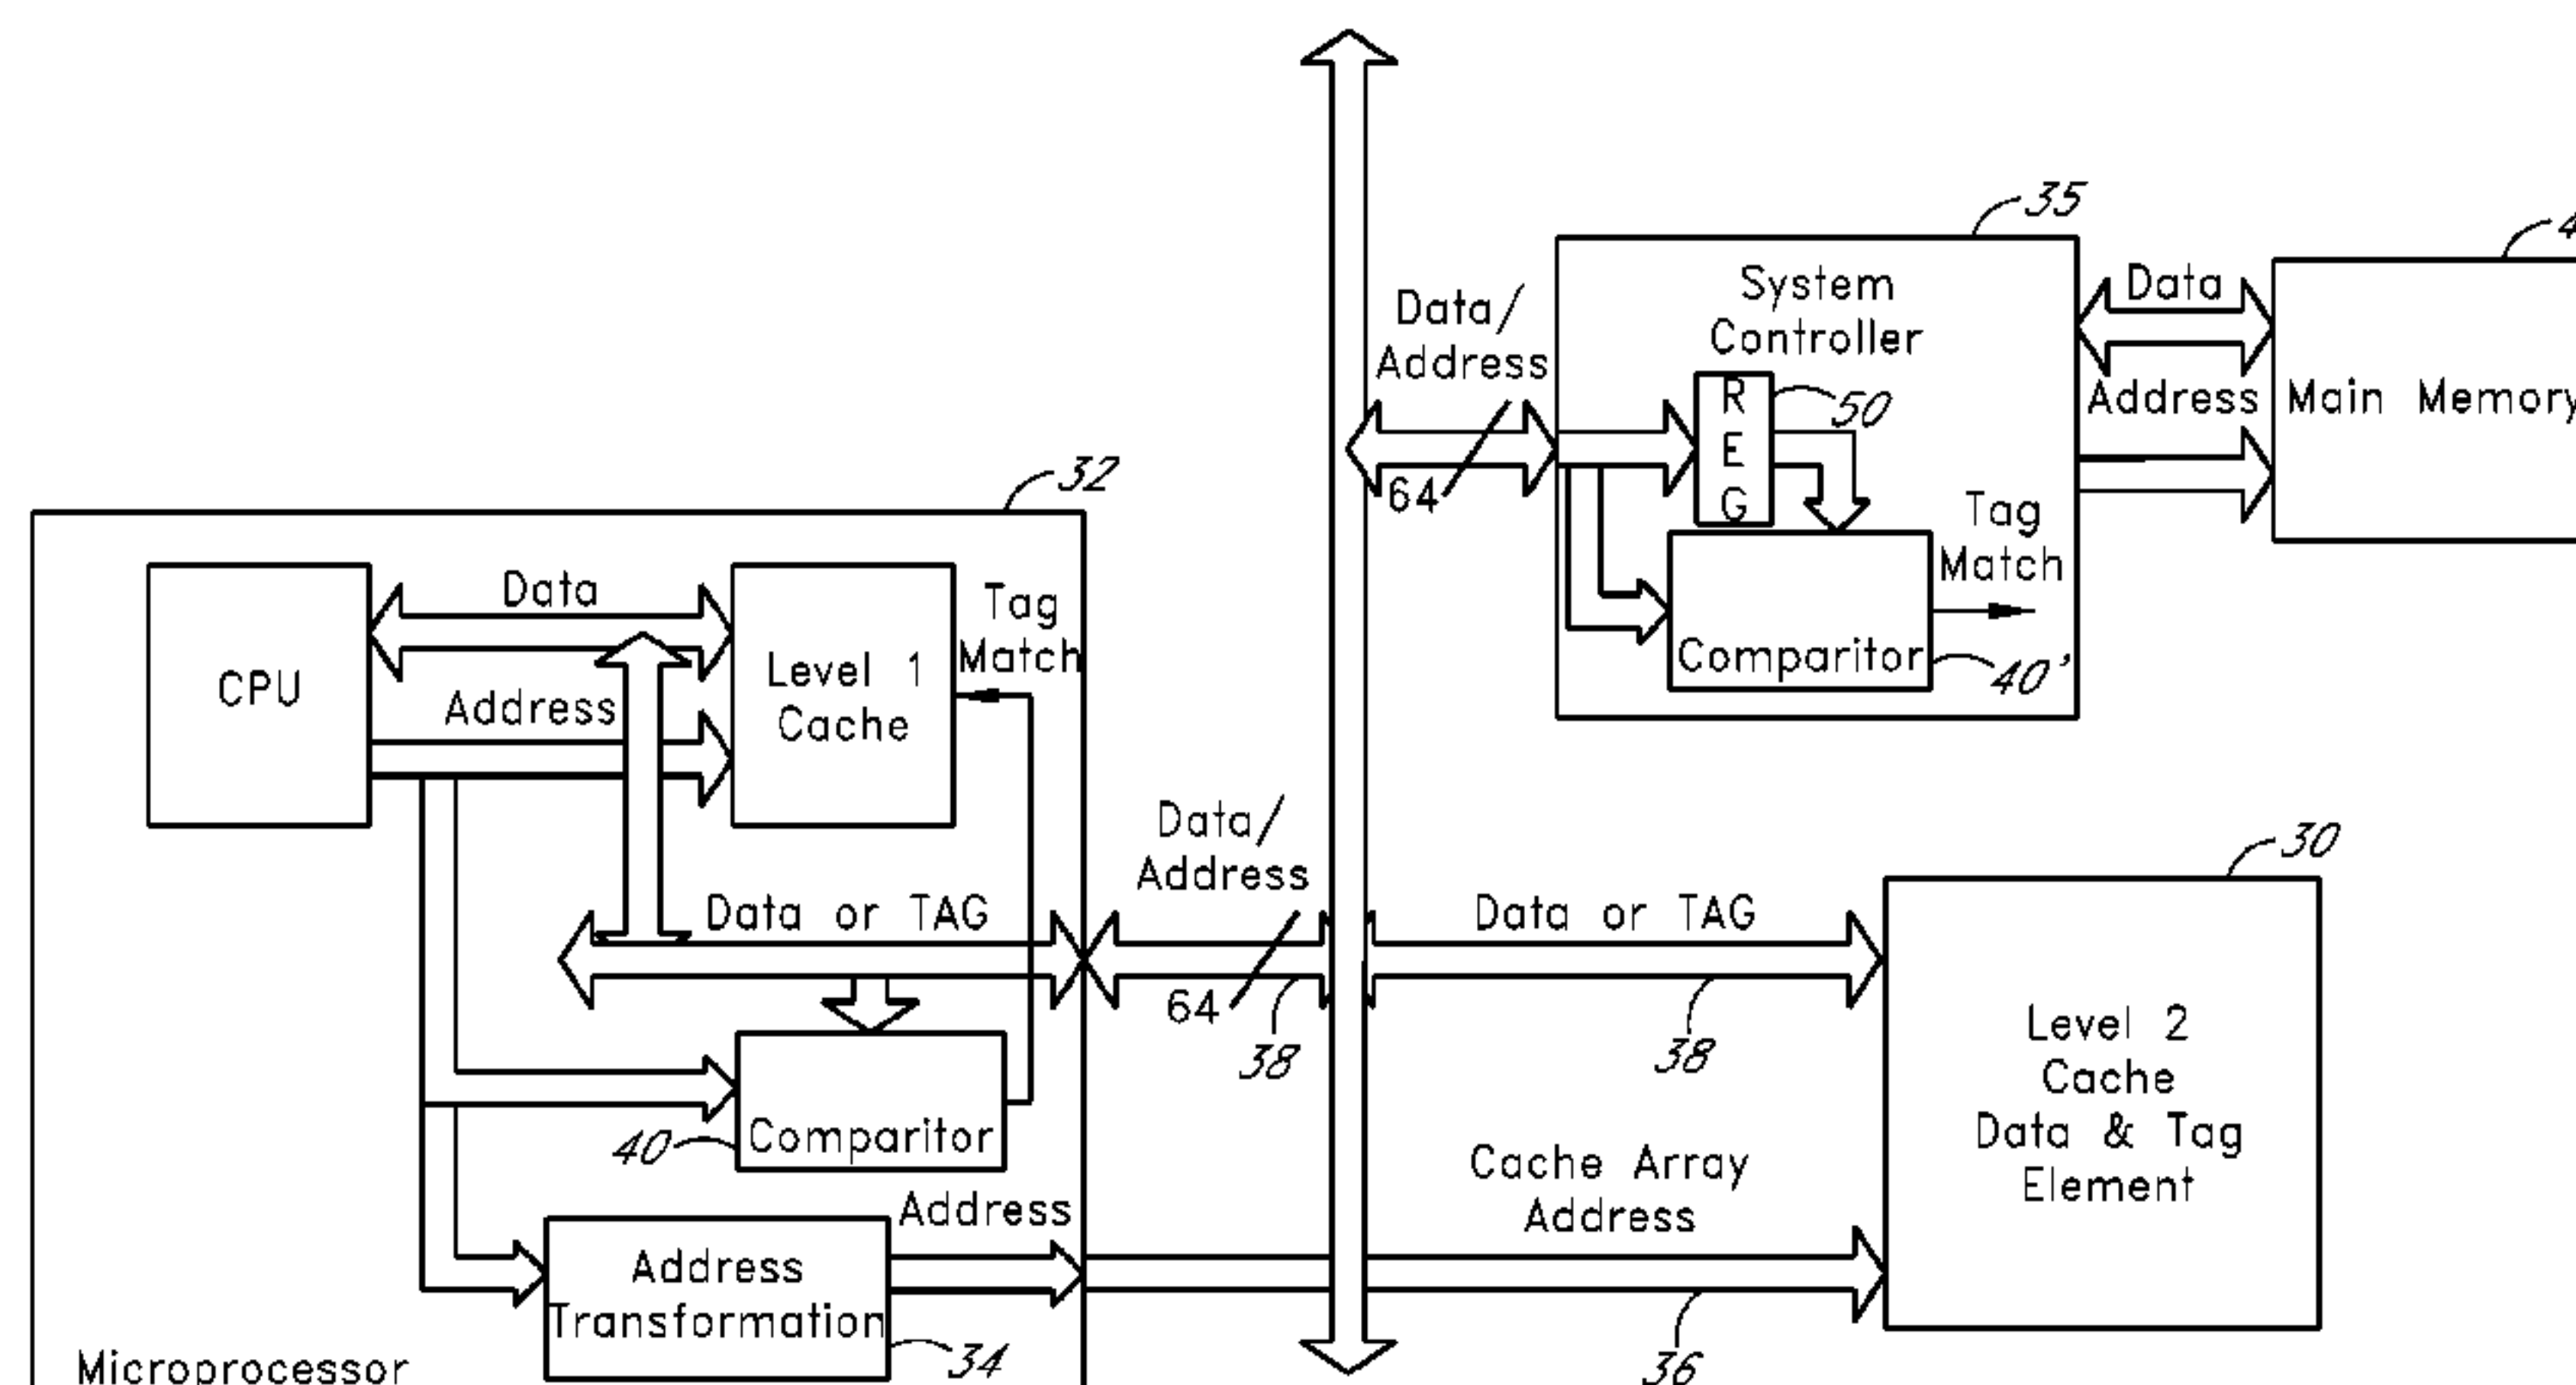 35
4
System
Controller
Data/
Address
64
R
E
G
50
Data
Address
Main Memory
Tag
Match
Comparitor
40'
32
CPU
Data
Address
Level 1
Cache
Tag
Match
Data or TAG
Data/
Address
64
38
Data or TAG
38
30
Level 2
Cache
Data & Tag
Element
Comparitor
40
Address
Transformation
34
Address
Cache Array
Address
36
Microprocessor